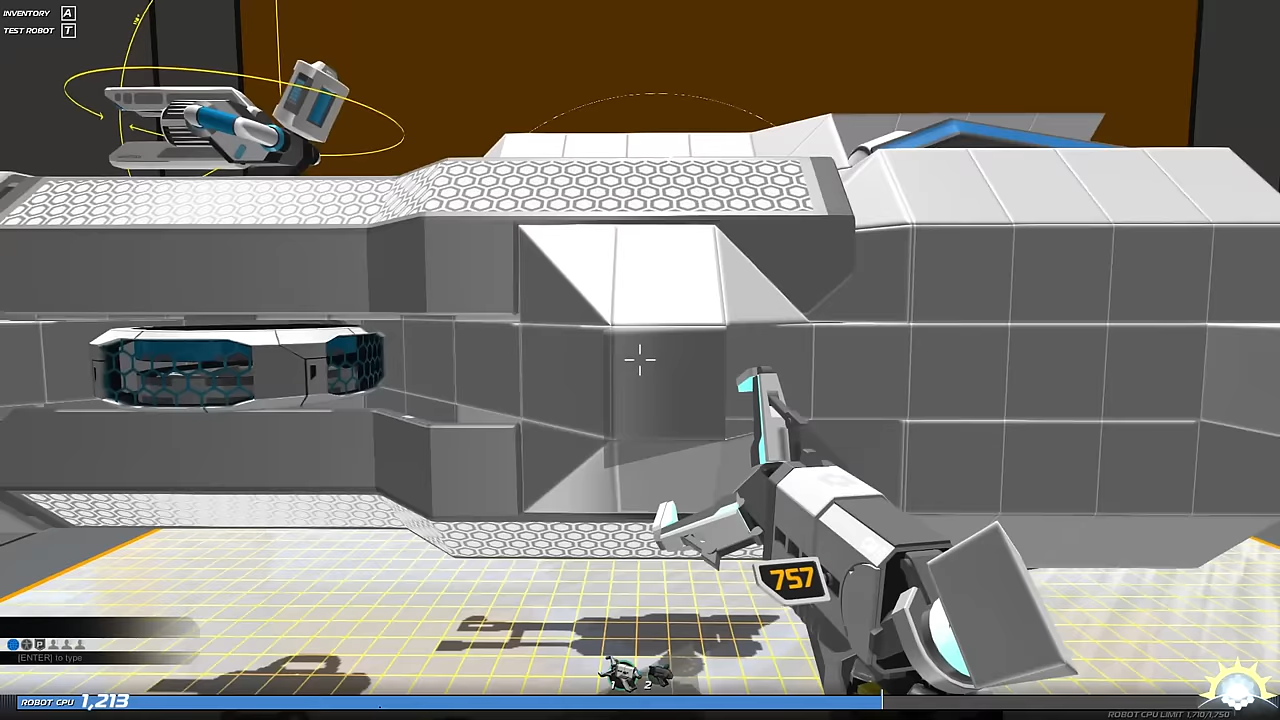 INVENTORY A
TEST ROBOT T
757
P
[ENTER] to type
1 2
ROBOT CPU 1,213
ROBOT CPU LIMIT 1,710/1,750